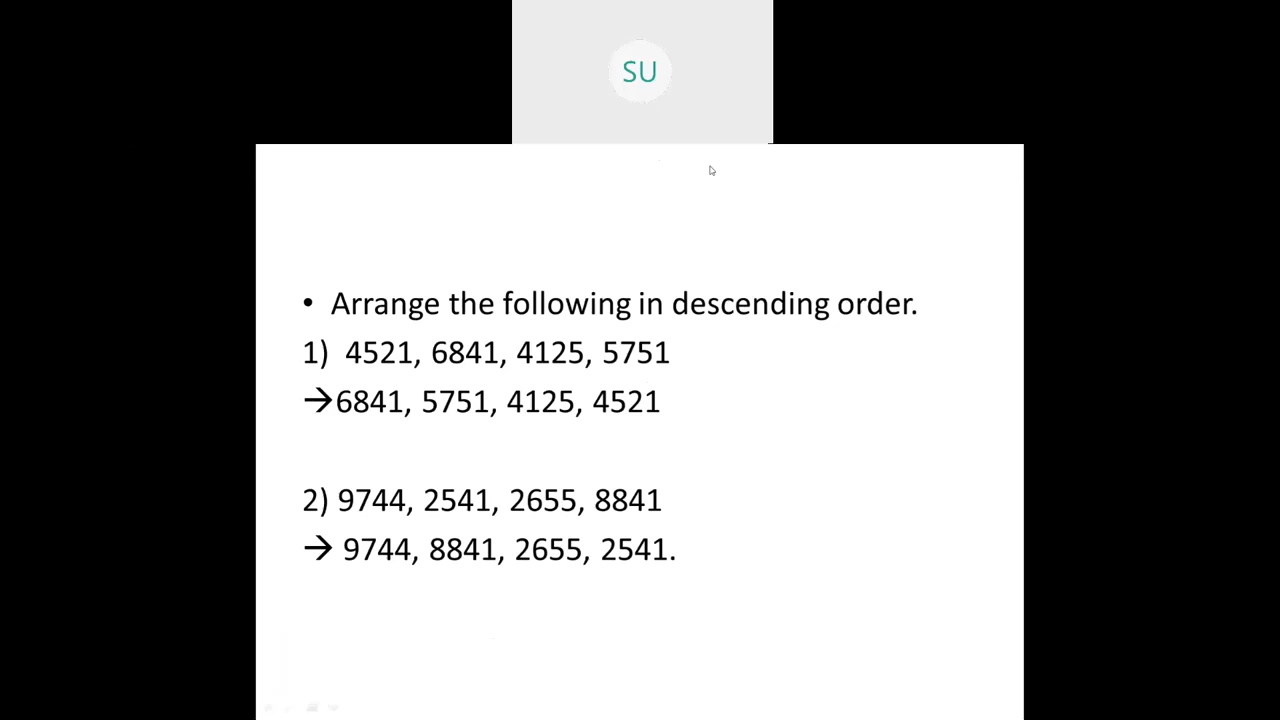 SU
• Arrange the following in descending order.
1) 4521, 6841, 4125, 5751
→6841, 5751, 4125, 4521
2) 9744, 2541, 2655, 8841
→ 9744, 8841, 2655, 2541.